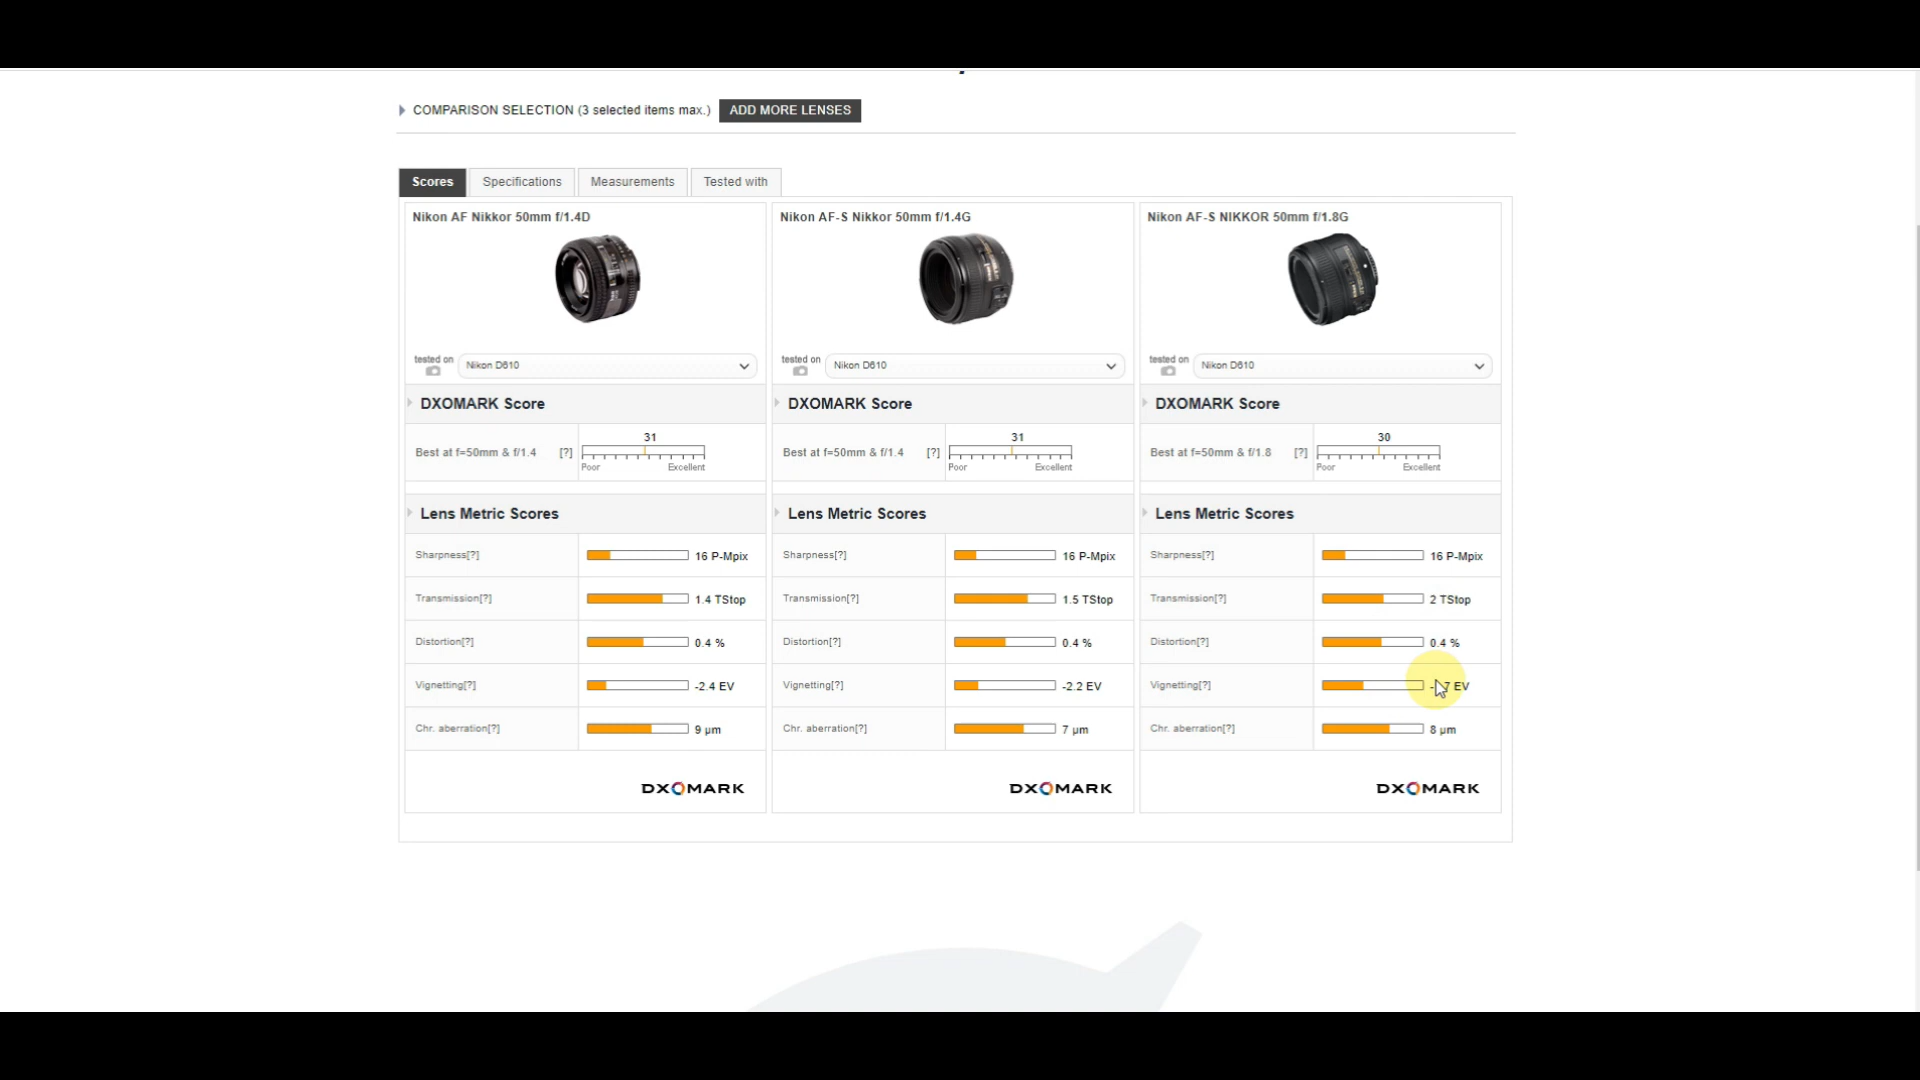 COMPARISON SELECTION (3 selected items max.) ADD MORE LENSES
Scores Specifications Measurements Tested with
Nikon AF Nikkor 50mm f/1.4D
tested on Nikon D610
DXOMARK Score
Best at f=50mm & f/1.4 [?] 31
Poor Excellent
Lens Metric Scores
Sharpness[?] 16 P-Mpix
Transmission[?] 1.4 TStop
Distortion[?] 0.4 %
Vignetting[?] -2.4 EV
Chr. aberration[?] 9 µm
DXOMARK
Nikon AF-S Nikkor 50mm f/1.4G
tested on Nikon D610
DXOMARK Score
Best at f=50mm & f/1.4 [?] 31
Poor Excellent
Lens Metric Scores
Sharpness[?] 16 P-Mpix
Transmission[?] 1.5 TStop
Distortion[?] 0.4 %
Vignetting[?] -2.2 EV
Chr. aberration[?] 7 µm
DXOMARK
Nikon AF-S NIKKOR 50mm f/1.8G
tested on Nikon D610
DXOMARK Score
Best at f=50mm & f/1.8 [?] 30
Poor Excellent
Lens Metric Scores
Sharpness[?] 16 P-Mpix
Transmission[?] 2 TStop
Distortion[?] 0.4 %
Vignetting[?] EV
Chr. aberration[?] 8 µm
DXOMARK